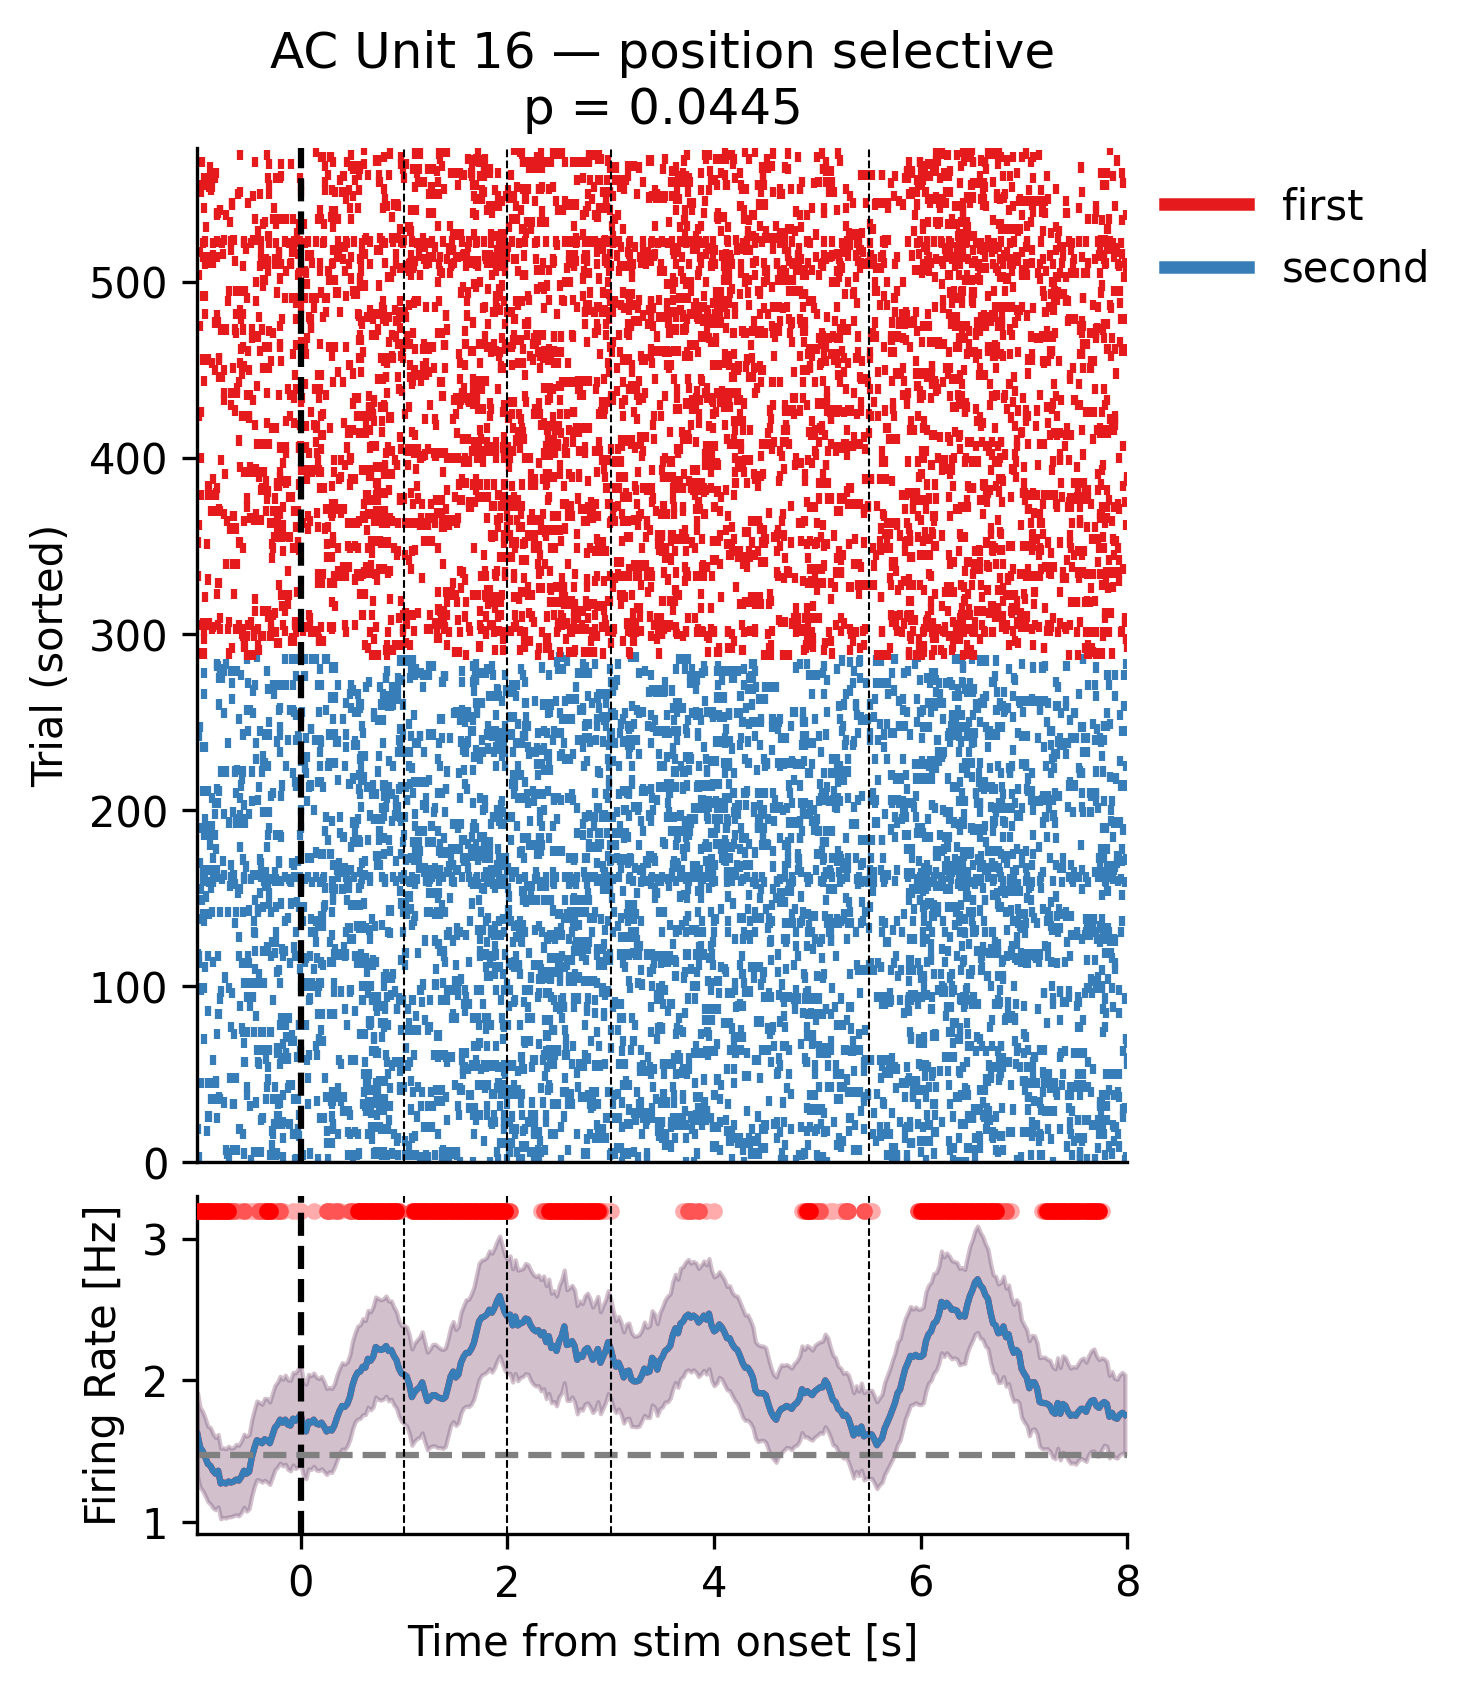 AC Unit 16 — position selective
p = 0.0445
first
second
Trial (sorted)
500
400
300
200
100
0
Firing Rate [Hz]
3
2
1
0
2
4
6
8
Time from stim onset [s]